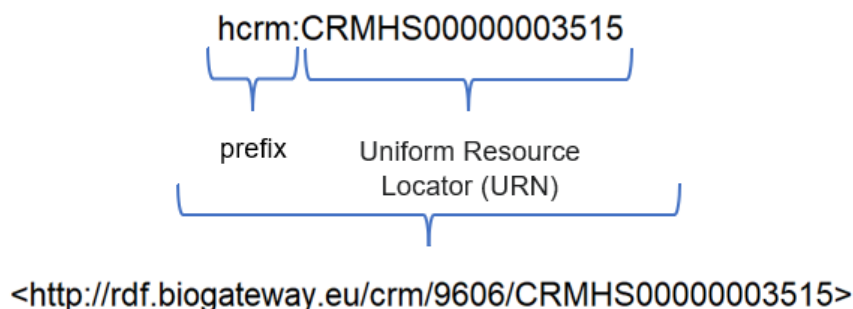 hcrm:CRMHS00000003515
prefix
Uniform Resource
Locator (URN)
<http://rdf.biogateway.eu/crm/9606/CRMHS00000003515>